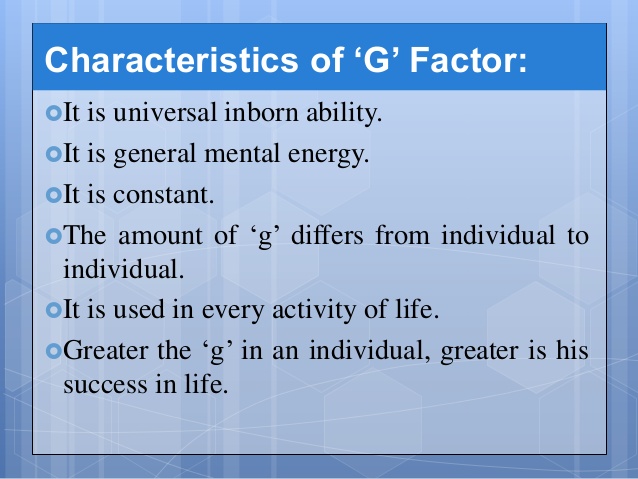 Characteristics of ‘G’ Factor:
It is universal inborn ability.
It is general mental energy.
It is constant.
The amount of ‘g’ differs from individual to
individual.
It is used in every activity of life.
Greater the ‘g’ in an individual, greater is his
success in life.